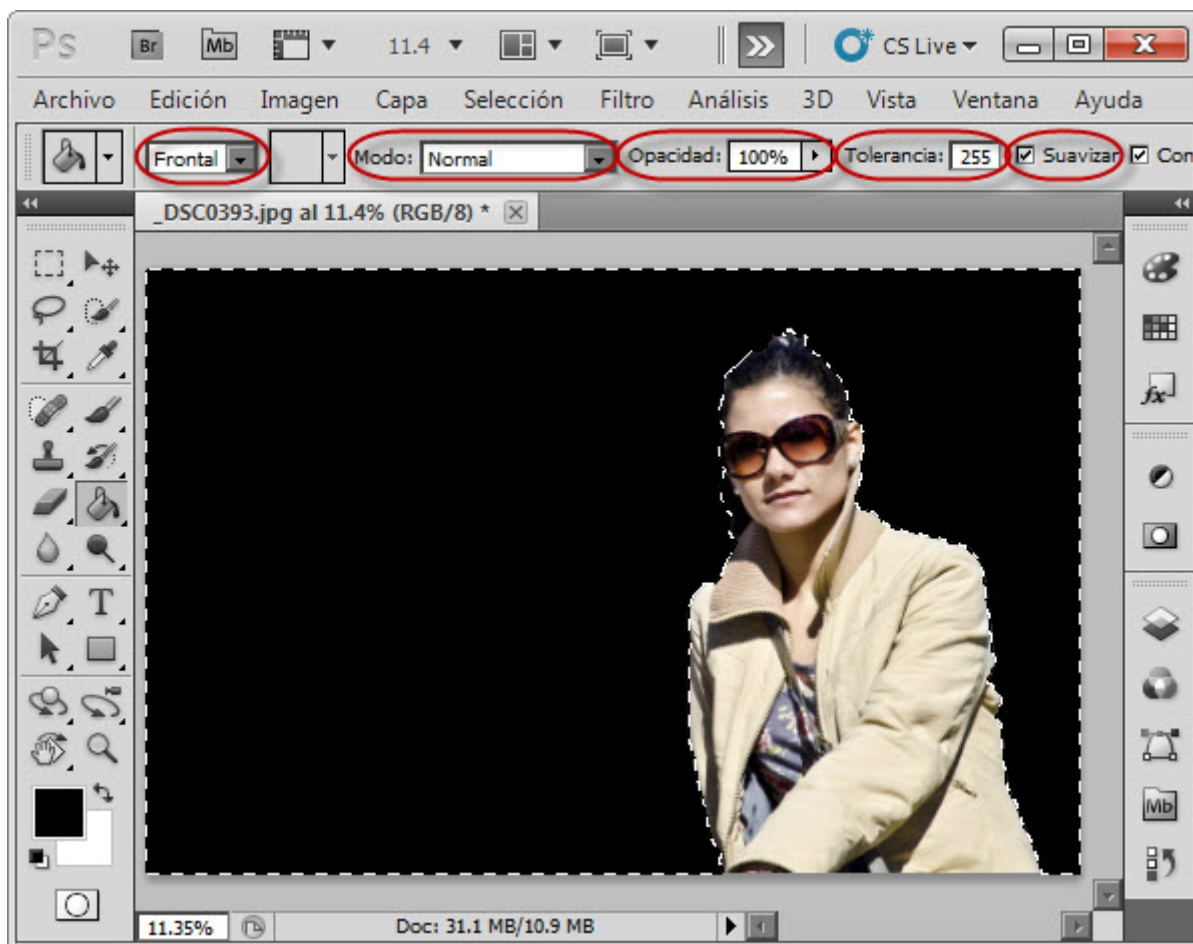 Ps Br Mb 11.4 CS Live
Archivo Edición Imagen Capa Selección Filtro Análisis 3D Vista Ventana Ayuda
Frontal Modo: Normal Opacidad: 100% Tolerancia: 255 Suavizar Con
_DSC0393.jpg al 11.4% (RGB/8) *
fx
T
Mb
11.35% Doc: 31.1 MB/10.9 MB